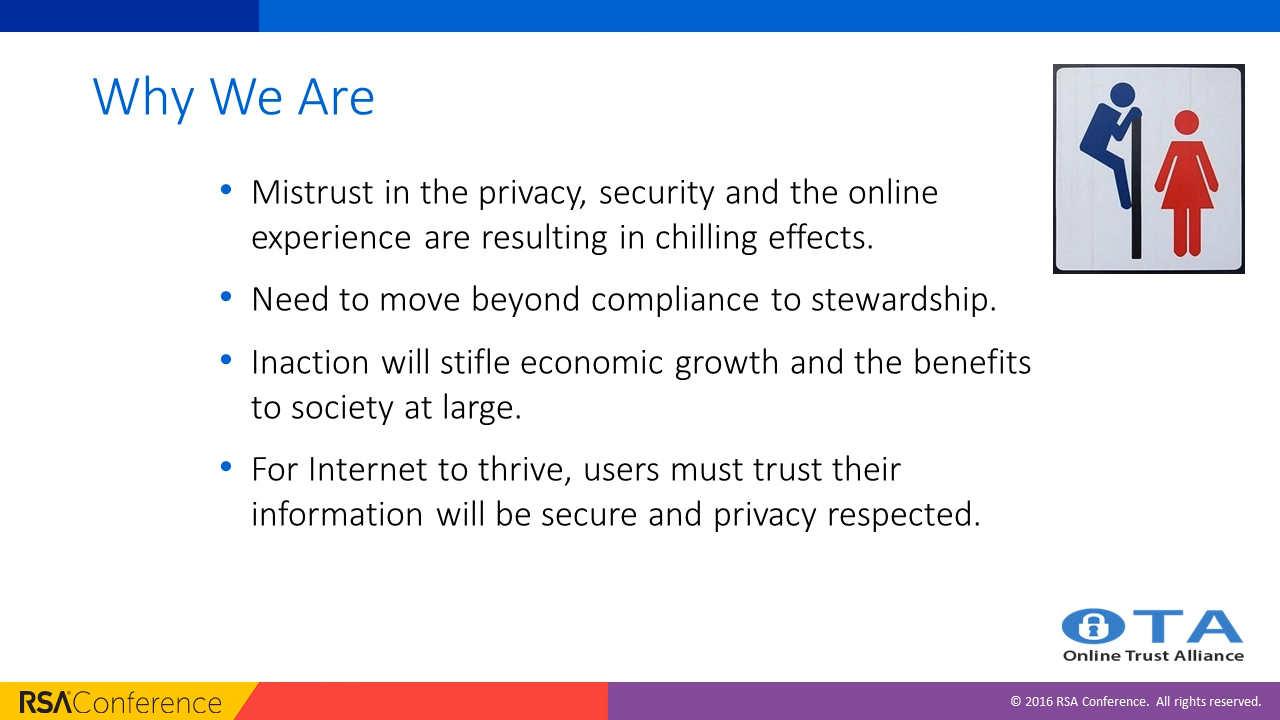 Why We Are
• Mistrust in the privacy, security and the online
experience are resulting in chilling effects.
• Need to move beyond compliance to stewardship.
• Inaction will stifle economic growth and the benefits
to society at large.
• For Internet to thrive, users must trust their
information will be secure and privacy respected.
OTA
Online Trust Alliance
RSAConference
© 2016 RSA Conference. All rights reserved.